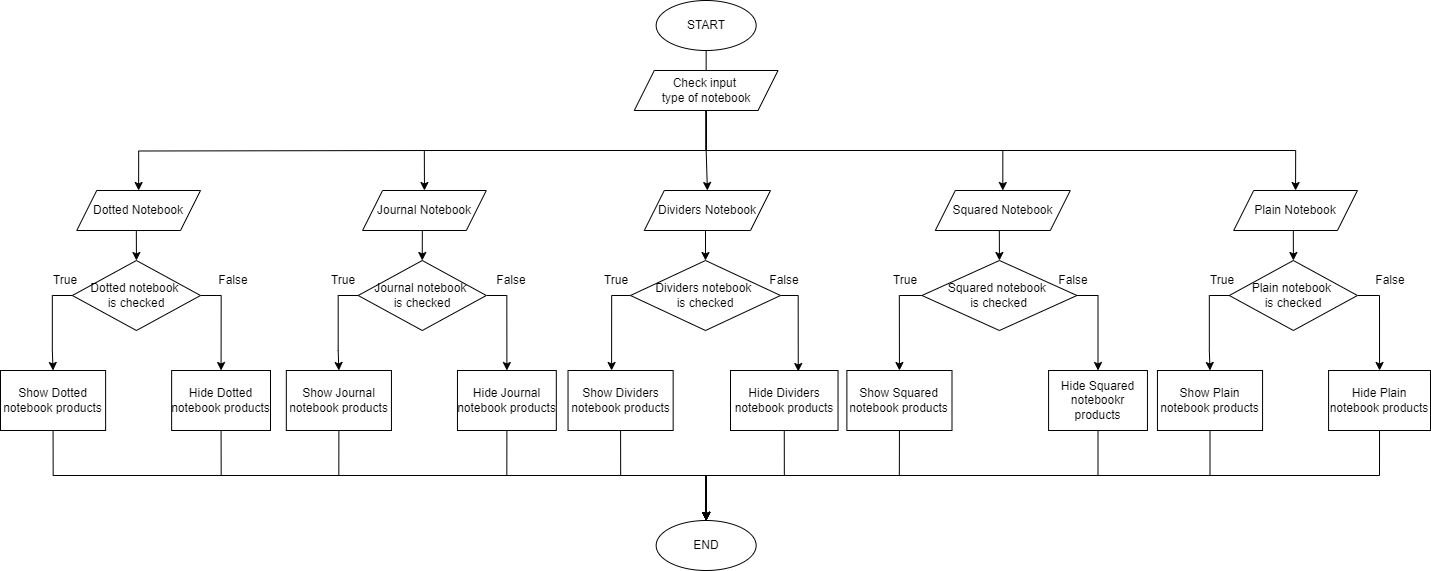 START
Check input
type of notebook
Dotted Notebook
Journal Notebook
Dividers Notebook
Squared Notebook
Plain Notebook
True
False
True
False
True
False
True
False
True
False
Dotted notebook
is checked
Journal notebook
is checked
Dividers notebook
is checked
Squared notebook
is checked
Plain notebook
is checked
Show Dotted
notebook products
Hide Dotted
notebook products
Show Journal
notebook products
Hide Journal
notebook products
Show Dividers
notebook products
Hide Dividers
notebook products
Show Squared
notebook products
Hide Squared
notebookr
products
Show Plain
notebook products
Hide Plain
notebook products
END